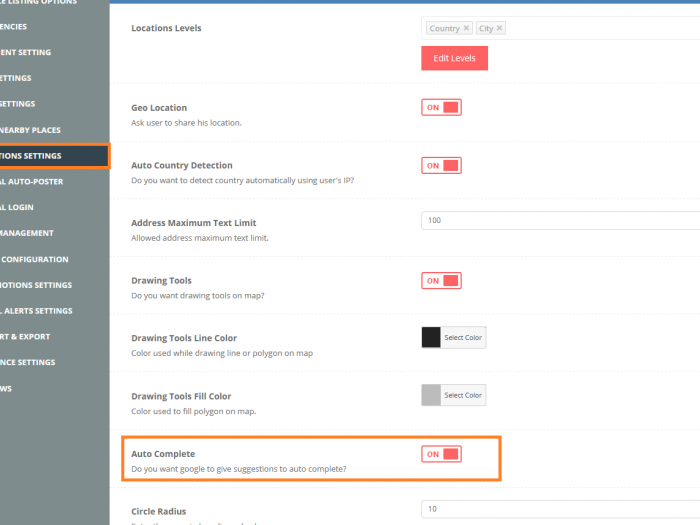 LISTING OPTIONS
Locations Levels
Country ✕ City ✕
Edit Levels
ENCIES
ENT SETTING
ETTINGS
SETTINGS
NEARBY PLACES
TIONS SETTINGS
AL AUTO-POSTER
AL LOGIN
MANAGEMENT
CONFIGURATION
MOTIONS SETTINGS
L ALERTS SETTINGS
RT & EXPORT
NCE SETTINGS
WS
Geo Location
ON
Ask user to share his location.
Auto Country Detection
ON
Do you want to detect country automatically using user's IP?
Address Maximum Text Limit
100
Allowed address maximum text limit.
Drawing Tools
ON
Do you want drawing tools on map?
Drawing Tools Line Color
Select Color
Color used while drawing line or polygon on map
Drawing Tools Fill Color
Select Color
Color used to fill polygon on map.
Auto Complete
ON
Do you want google to give suggestions to auto complete?
Circle Radius
10